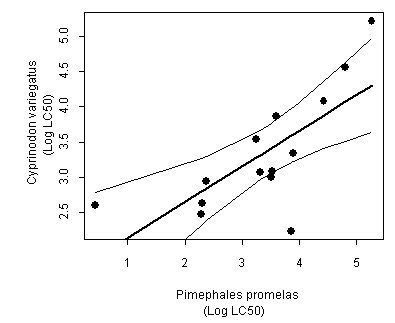 Cyprinodon variegatus
(Log LC50)
5.0
4.5
4.0
3.5
3.0
2.5
1 2 3 4 5
Pimephales promelas
(Log LC50)